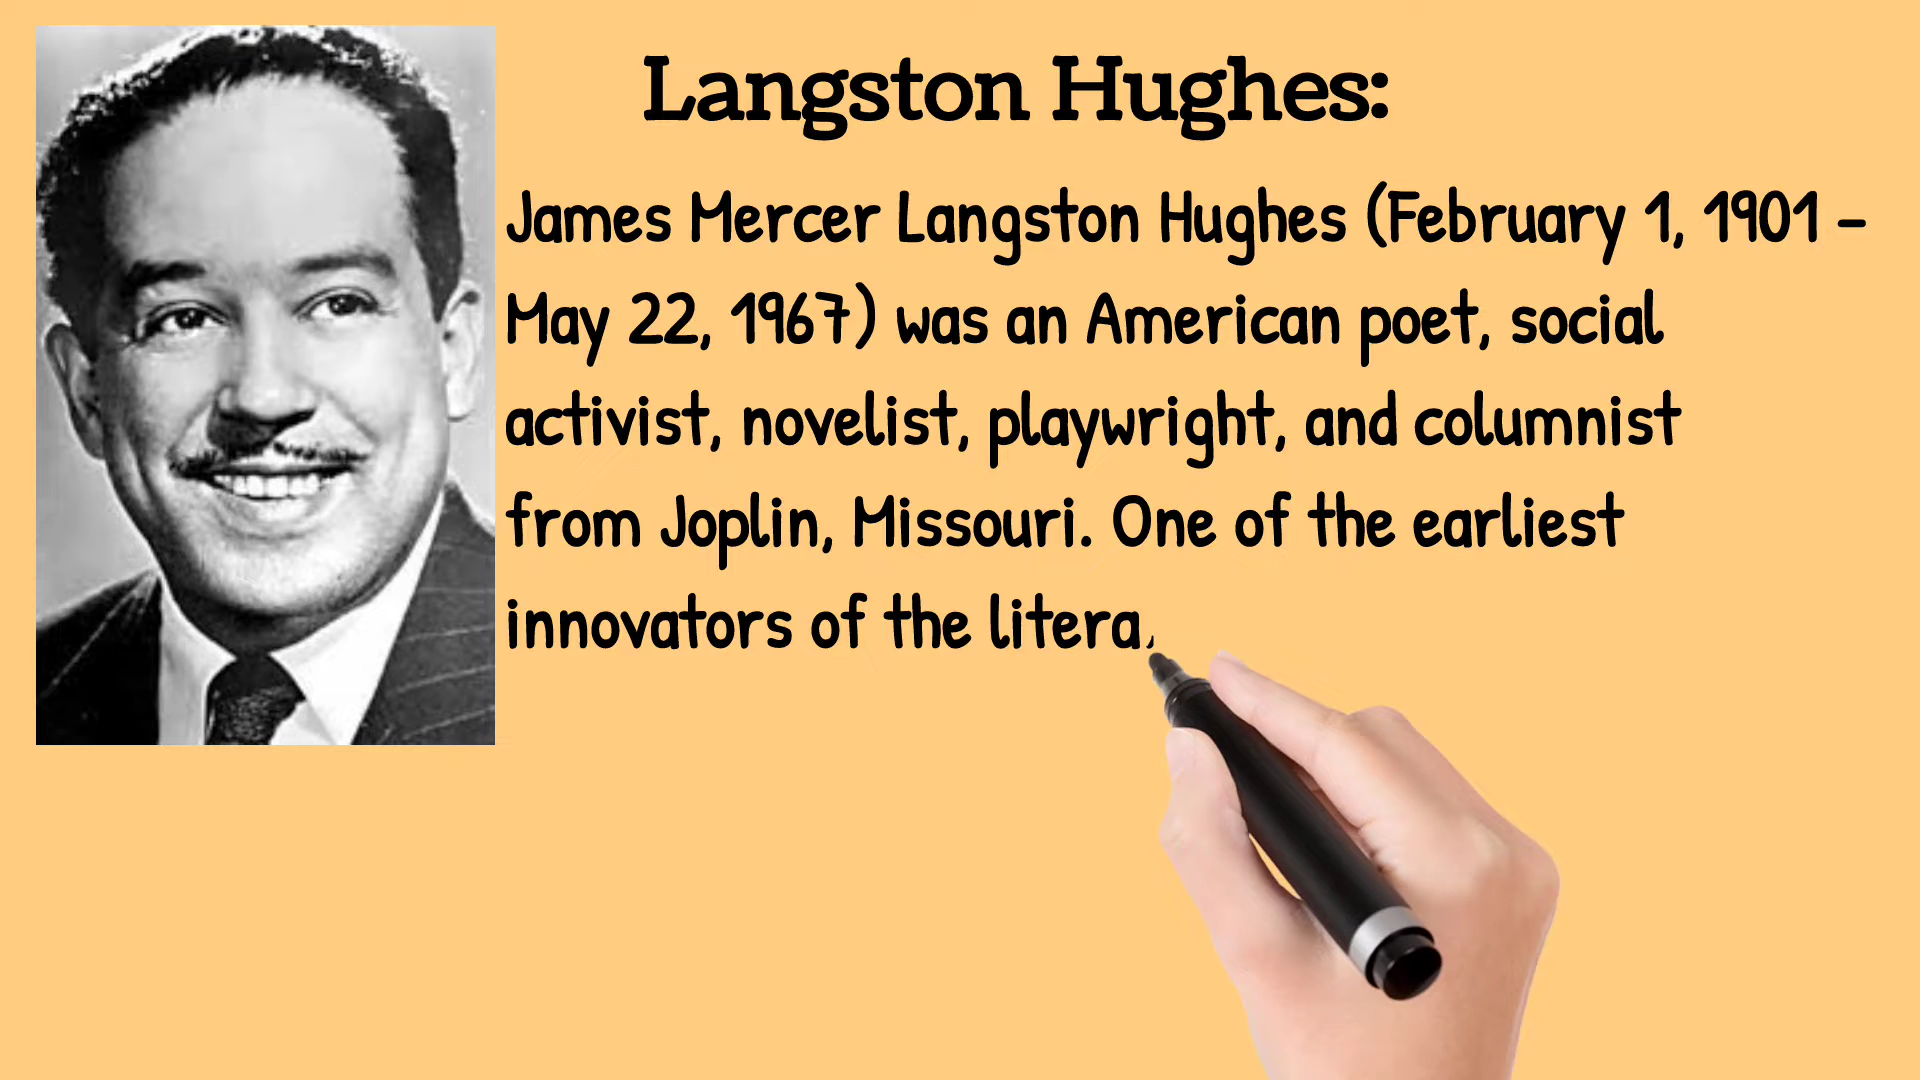 Langston Hughes:
James Mercer Langston Hughes (February 1, 1901 –
May 22, 1967) was an American poet, social
activist, novelist, playwright, and columnist
from Joplin, Missouri. One of the earliest
innovators of the litera